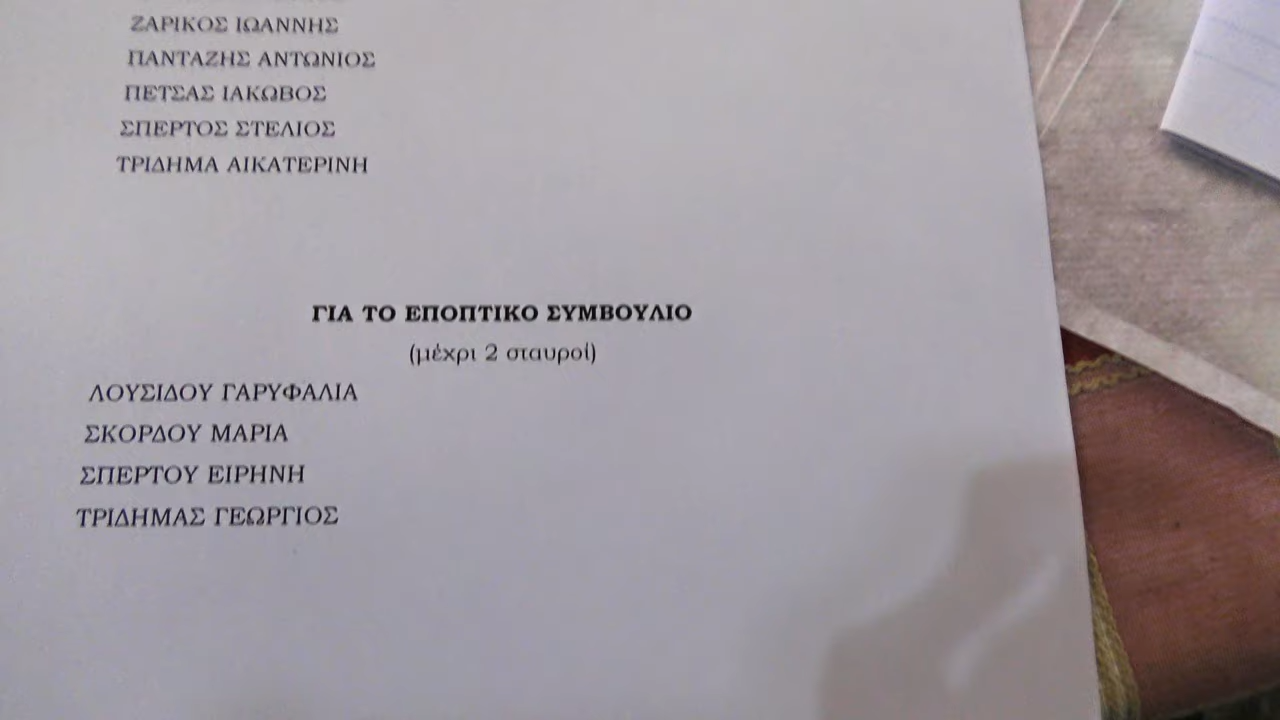 ΖΑΡΙΚΟΣ ΙΩΑΝΝΗΣ
ΠΑΝΤΑΖΗΣ ΑΝΤΩΝΙΟΣ
ΠΕΤΣΑΣ ΙΑΚΩΒΟΣ
ΣΠΕΡΤΟΣ ΣΤΕΛΙΟΣ
ΤΡΙΔΗΜΑ ΑΙΚΑΤΕΡΙΝΗ
ΓΙΑ ΤΟ ΕΠΟΠΤΙΚΟ ΣΥΜΒΟΥΛΙΟ
(μέχρι 2 σταυροί)
ΛΟΥΣΙΔΟΥ ΓΑΡΥΦΑΛΙΑ
ΣΚΟΡΔΟΥ ΜΑΡΙΑ
ΣΠΕΡΤΟΥ ΕΙΡΗΝΗ
ΤΡΙΔΗΜΑΣ ΓΕΩΡΓΙΟΣ